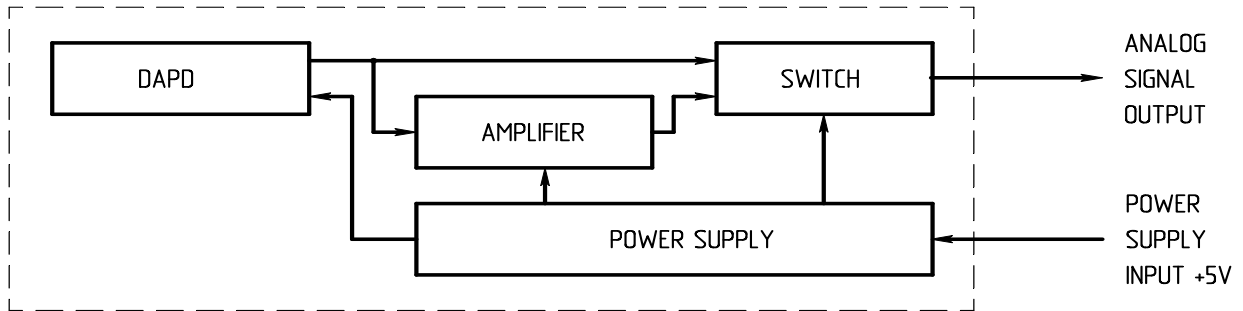 DAPD
SWITCH
ANALOG
SIGNAL
OUTPUT
AMPLIFIER
POWER SUPPLY
POWER
SUPPLY
INPUT +5V